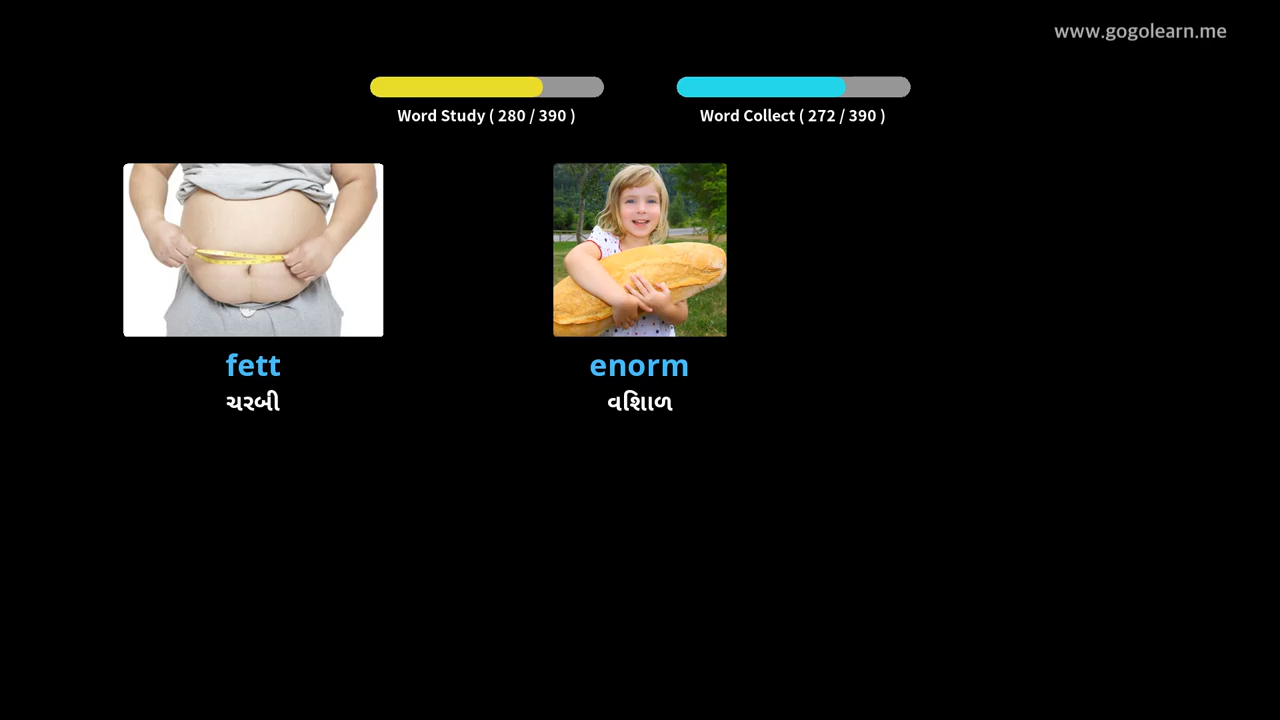 www.gogolearn.me
Word Study ( 280 / 390 )
Word Collect ( 272 / 390 )
fett
ચરબી
enorm
વિશાળ